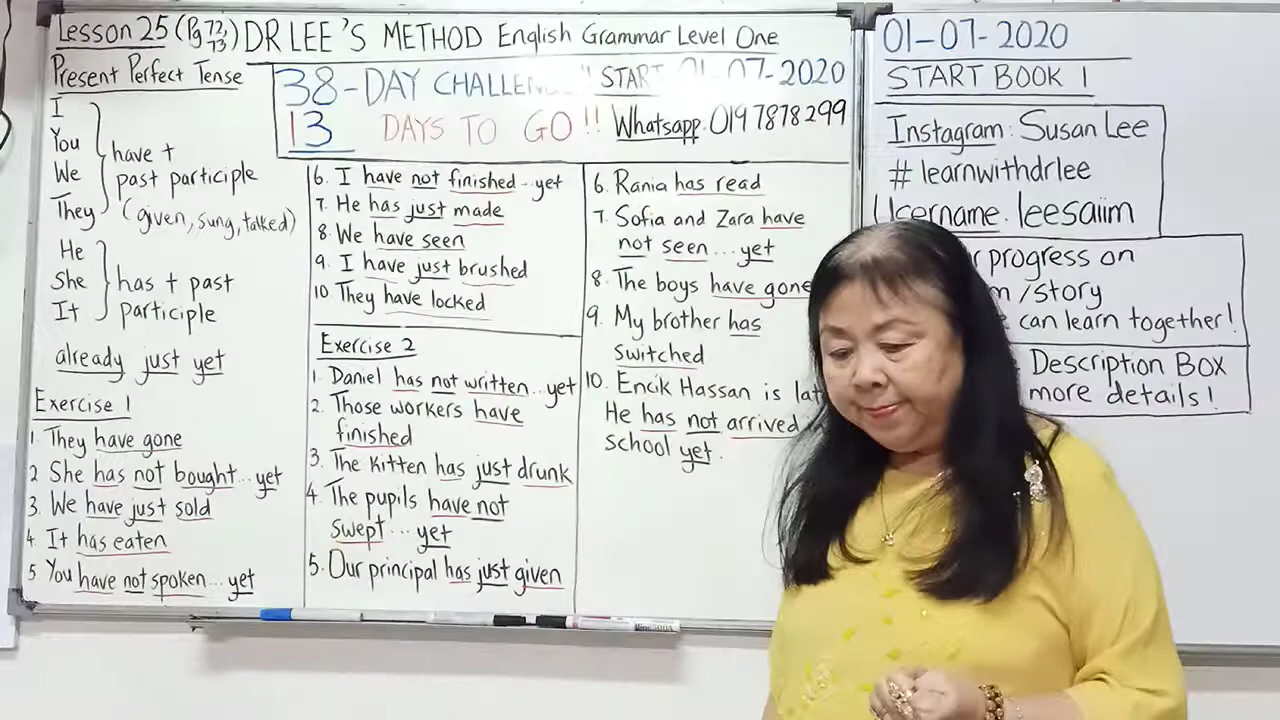 Lesson 25 (Pg 72, 73) DR LEE'S METHOD English Grammar Level One
Present Perfect Tense
38-DAY CHALLEN !! START 01-07-2020
13 DAYS TO GO !! Whatsapp. 019 7878 299
I
You
We
They
have +
past participle
(given, sung, talked)
He
She
It
has + past
participle
already just yet
Exercise 1
1. They have gone
2 She has not bought... yet
3. We have just sold
4. It has eaten
5 You have not spoken... yet
6. I have not finished - yet
7. He has just made
8. We have seen
9. I have just brushed
10 They have locked
Exercise 2
1. Daniel has not written... yet
2. Those workers have
finished
3. The kitten has just drunk
4. The pupils have not
swept... yet
5. Our principal has just given
6. Rania has read
7. Sofia and Zara have
not seen... yet
8. The boys have gone
9. My brother has
switched
10. Encik Hassan is lat
He has not arrived
school yet.
01-07-2020
START BOOK 1
Instagram: Susan Lee
# learnwithdrlee
Username. leesaiim
r progress on
m/story
can learn together!
Description Box
more details!